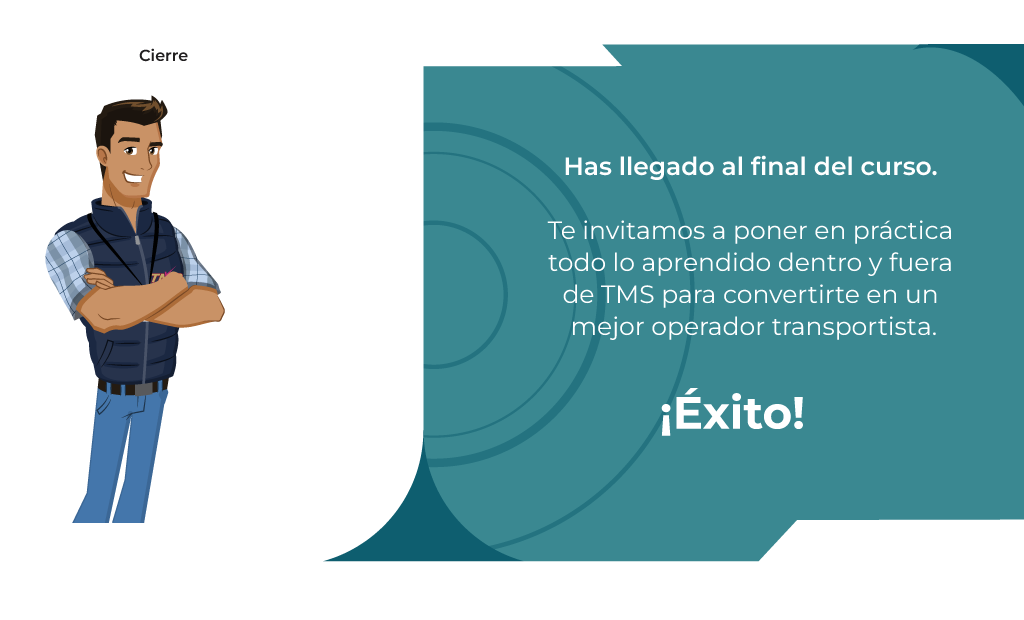 Cierre
Has llegado al final del curso.
Te invitamos a poner en práctica
todo lo aprendido dentro y fuera
de TMS para convertirte en un
mejor operador transportista.
¡Éxito!